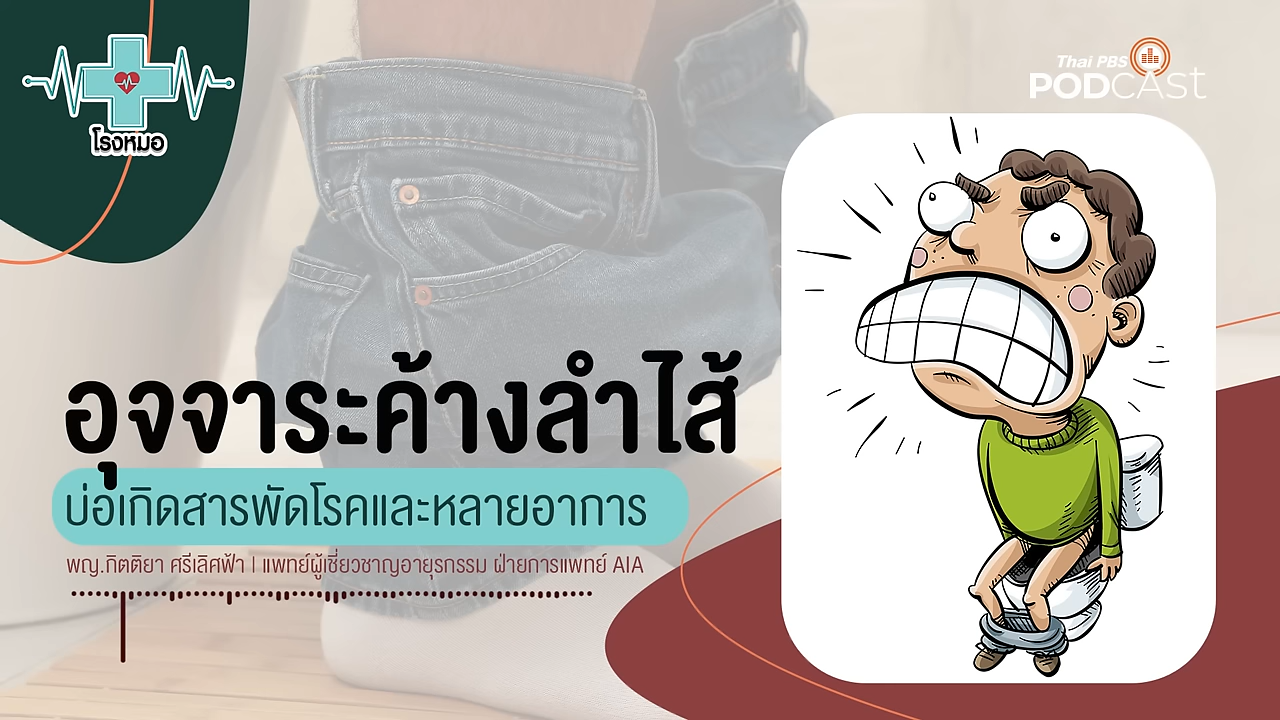 โรงหมอ
Thai PBS
PODCAST
อุจจาระค้างลำไส้
บ่อเกิดสารพัดโรคและหลายอาการ
พญ.กิตติยา ศรีเลิศฟ้า | แพทย์ผู้เชี่ยวชาญอายุรกรรม ฝ่ายการแพทย์ AIA